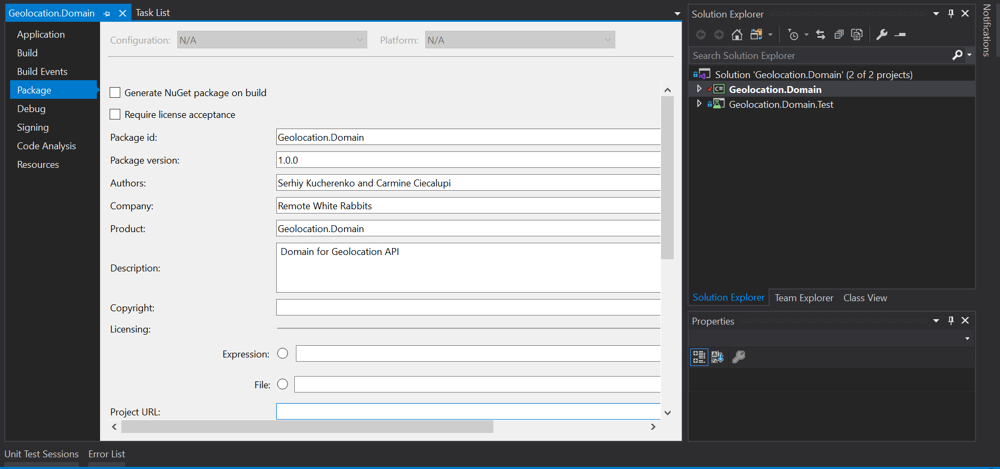 Geolocation.Domain
Task List
Application
Build
Build Events
Package
Debug
Signing
Code Analysis
Resources
Configuration: N/A
Platform: N/A
Generate NuGet package on build
Require license acceptance
Package id: Geolocation.Domain
Package version: 1.0.0
Authors: Serhiy Kucherenko and Carmine Ciecalupi
Company: Remote White Rabbits
Product: Geolocation.Domain
Description: Domain for Geolocation API
Copyright:
Licensing:
Expression:
File:
Project URL:
Solution Explorer
Search Solution Explorer
Solution 'Geolocation.Domain' (2 of 2 projects)
C# Geolocation.Domain
Geolocation.Domain.Test
Solution Explorer Team Explorer Class View
Properties
Notifications
Unit Test Sessions Error List